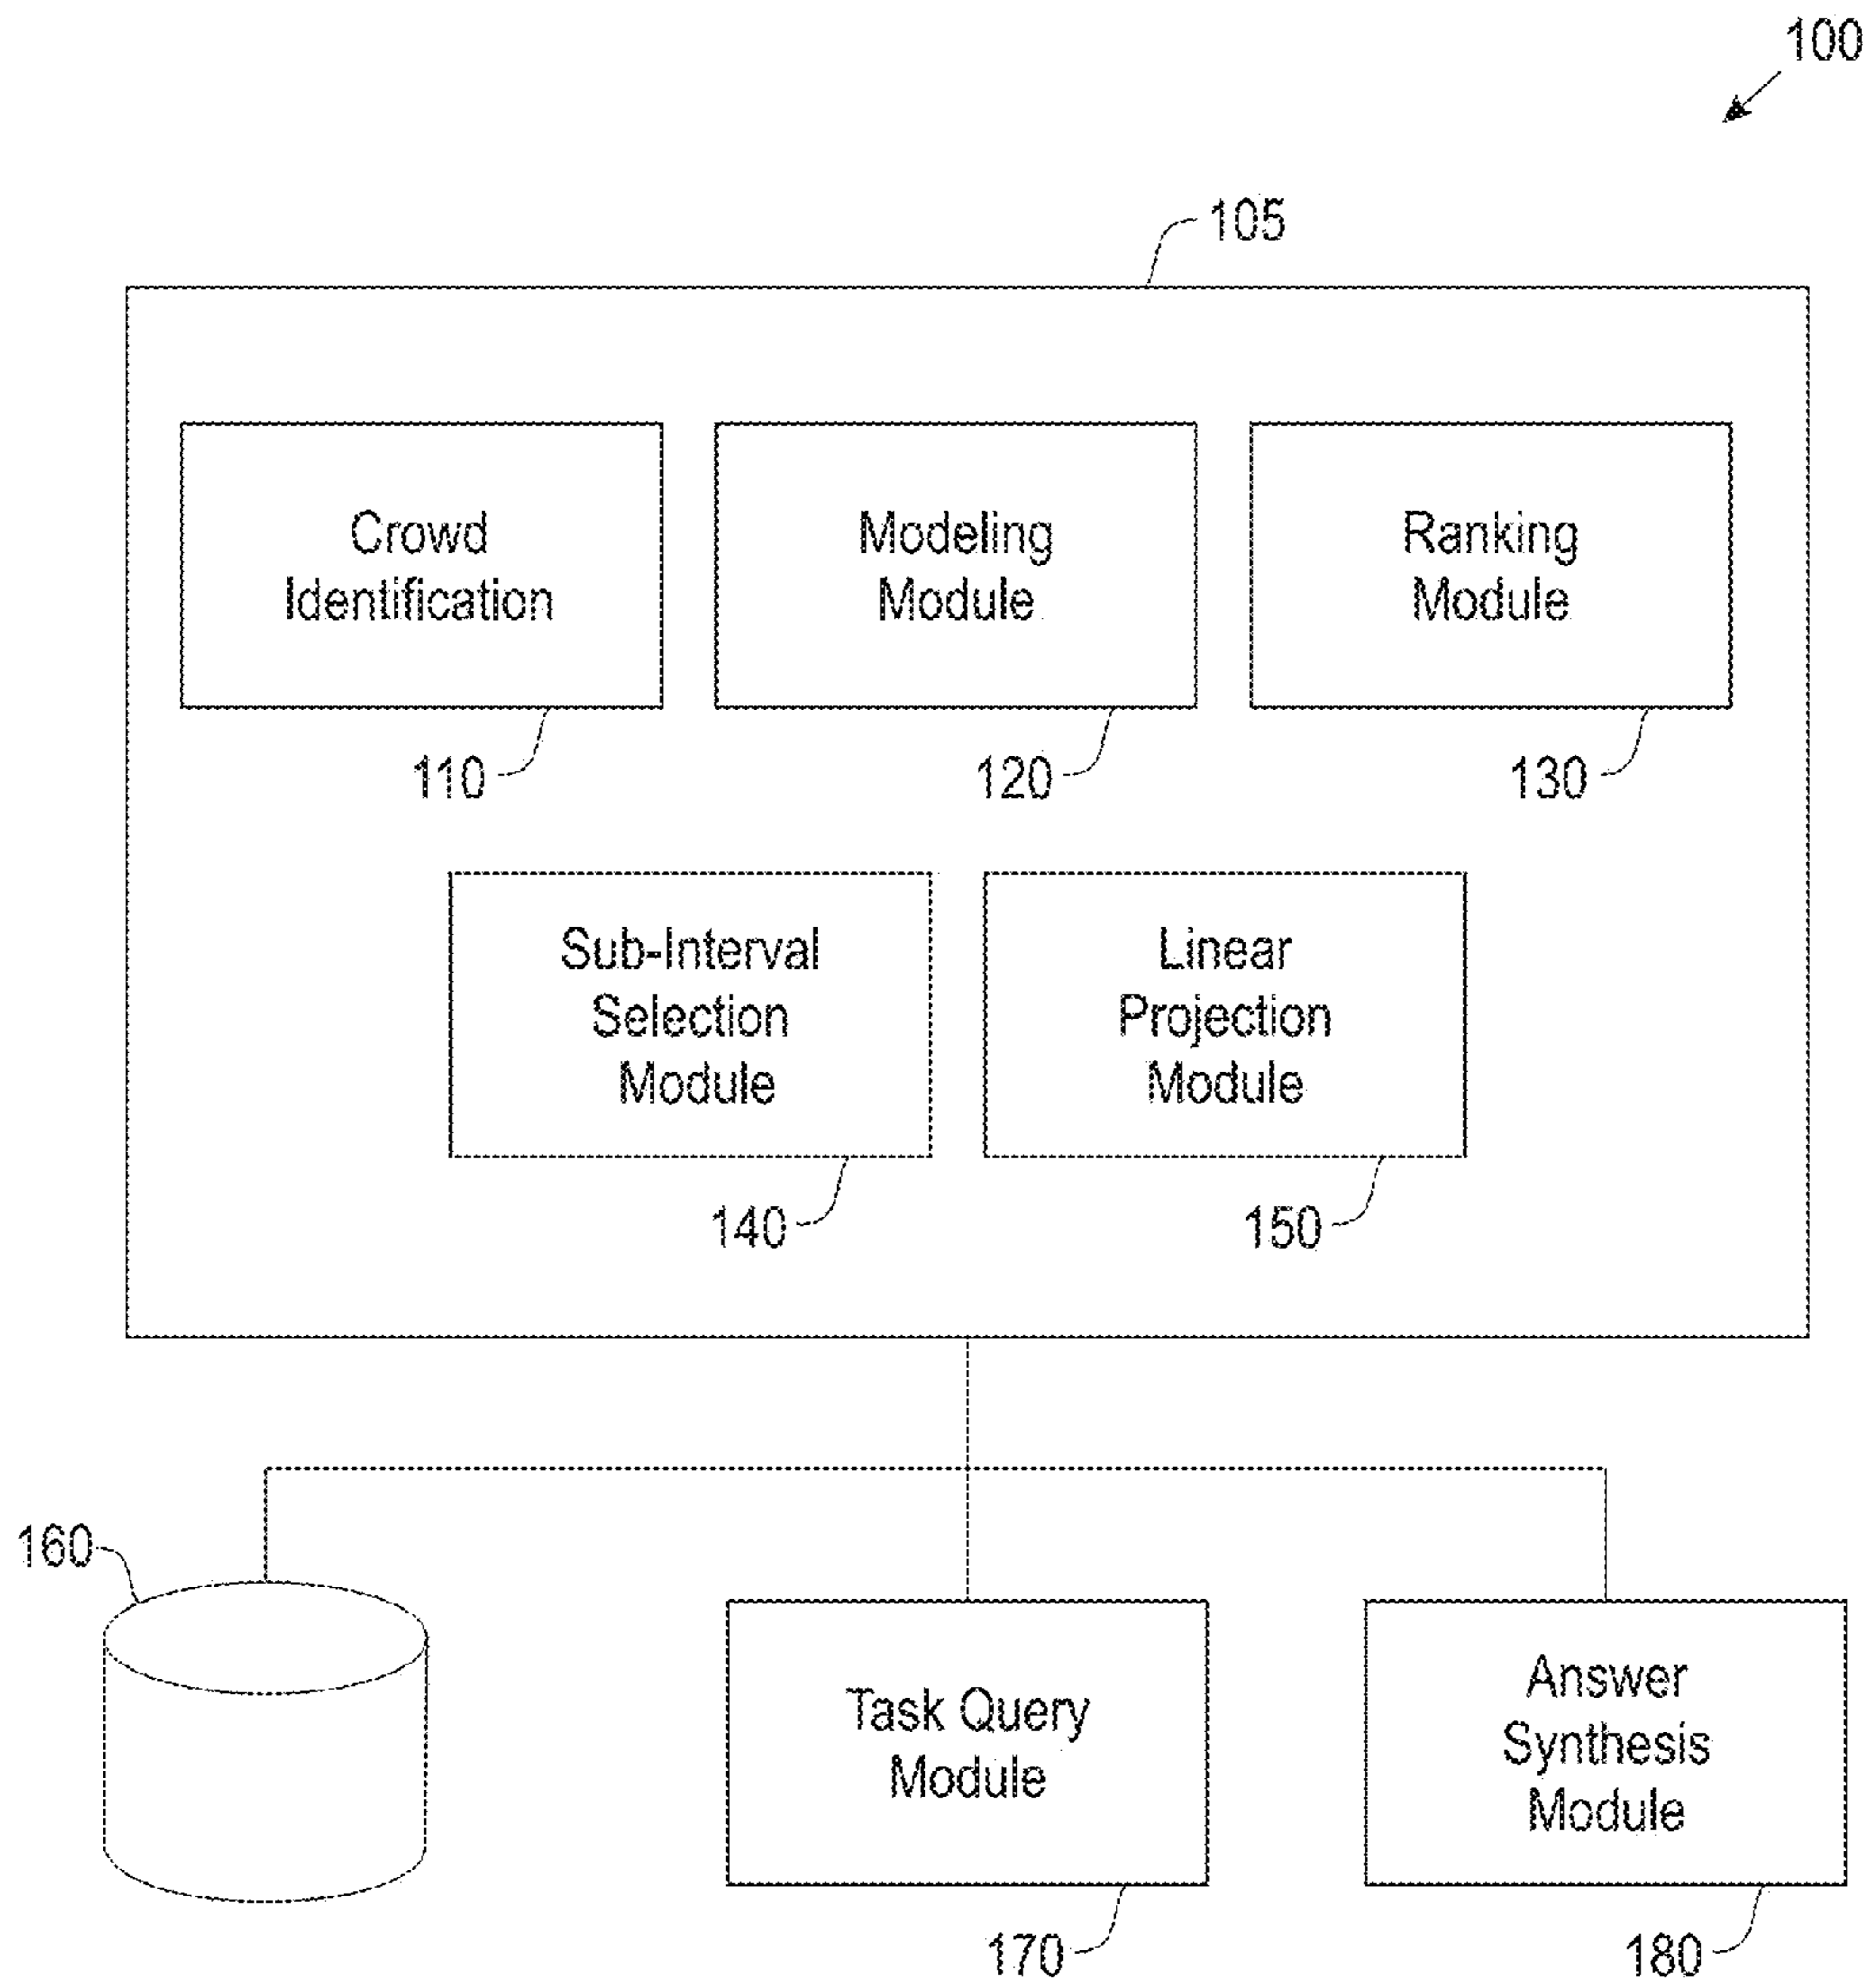 100
105
Crowd
Identification
110
Modeling
Module
120
Ranking
Module
130
Sub-Interval
Selection
Module
140
Linear
Projection
Module
150
160
Task Query
Module
170
Answer
Synthesis
Module
180